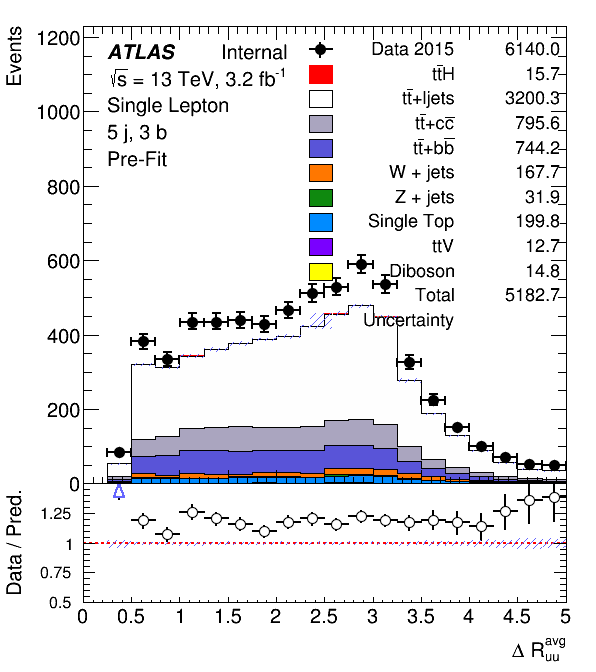 Events
1200
1000
800
600
400
200
0
ATLAS Internal
√s = 13 TeV, 3.2 fb-1
Single Lepton
5 j, 3 b
Pre-Fit
Data 2015 6140.0
tt̄H 15.7
tt̄+ljets 3200.3
tt̄+cc̄ 795.6
tt̄+bb̄ 744.2
W + jets 167.7
Z + jets 31.9
Single Top 199.8
ttV 12.7
Diboson 14.8
Total 5182.7
Uncertainty
Data / Pred.
1.25
1
0.75
0.5
0 0.5 1 1.5 2 2.5 3 3.5 4 4.5 5
Δ R avg uu